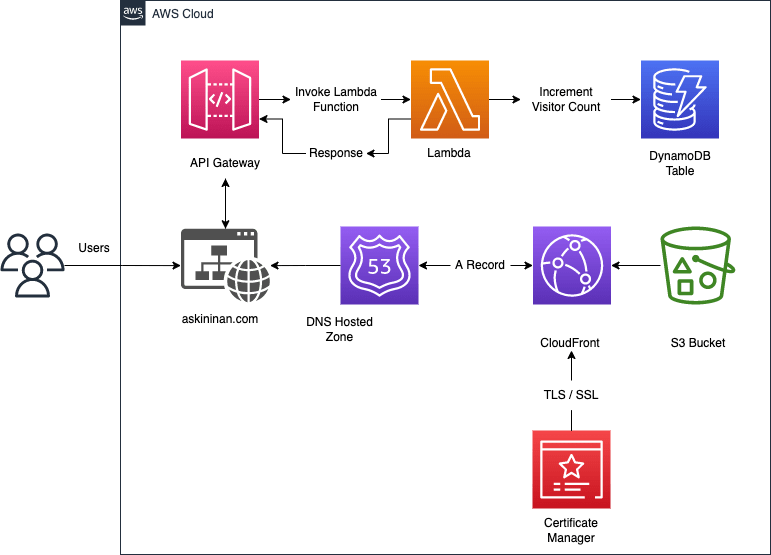 aws
AWS Cloud
Invoke Lambda
Function
Increment
Visitor Count
Response
API Gateway
Lambda
DynamoDB
Table
Users
53
A Record
askininan.com
DNS Hosted
Zone
CloudFront
S3 Bucket
TLS / SSL
Certificate
Manager